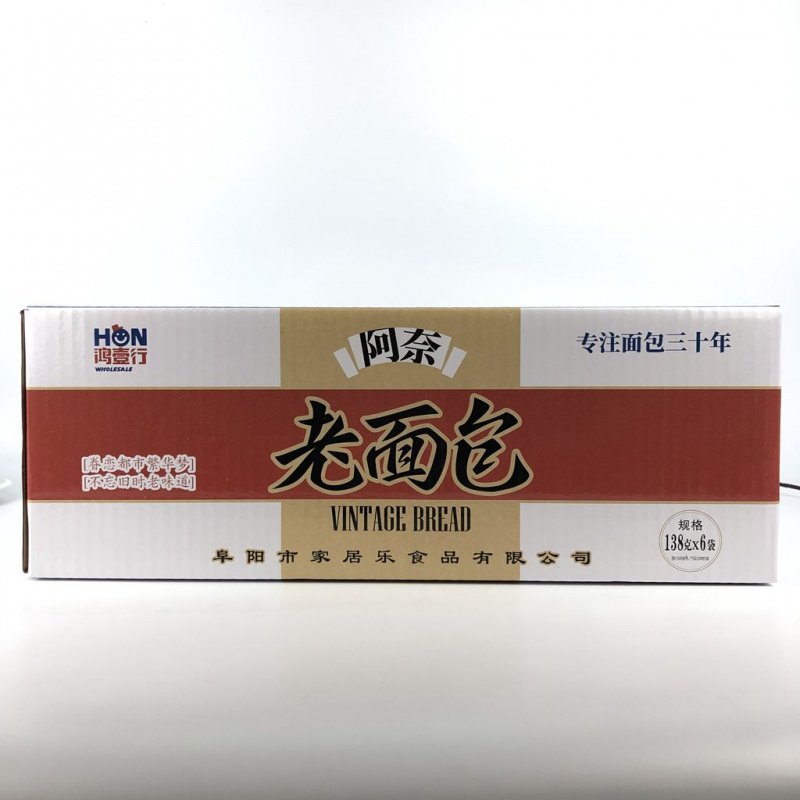 HON
鸿壹行
WHOLESALE
阿奈
专注面包三十年
老面包
[眷恋都市繁华梦]
[不忘旧时老味道]
VINTAGE BREAD
规格
138克x6袋
阜阳市家居乐食品有限公司